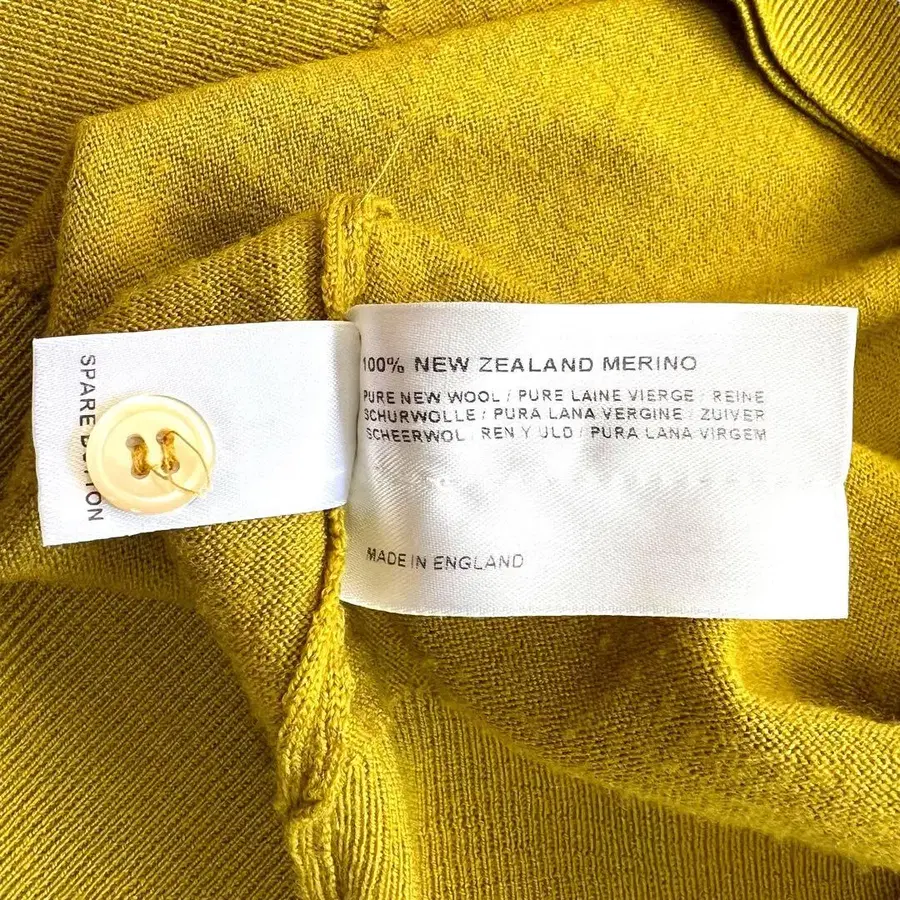 SPARE BUTTON
100% NEW ZEALAND MERINO
PURE NEW WOOL / PURE LAINE VIERGE / REINE
SCHURWOLLE / PURA LANA VERGINE / ZUIVER
SCHEERWOL / REN Y ULD / PURA LANA VIRGEM
MADE IN ENGLAND